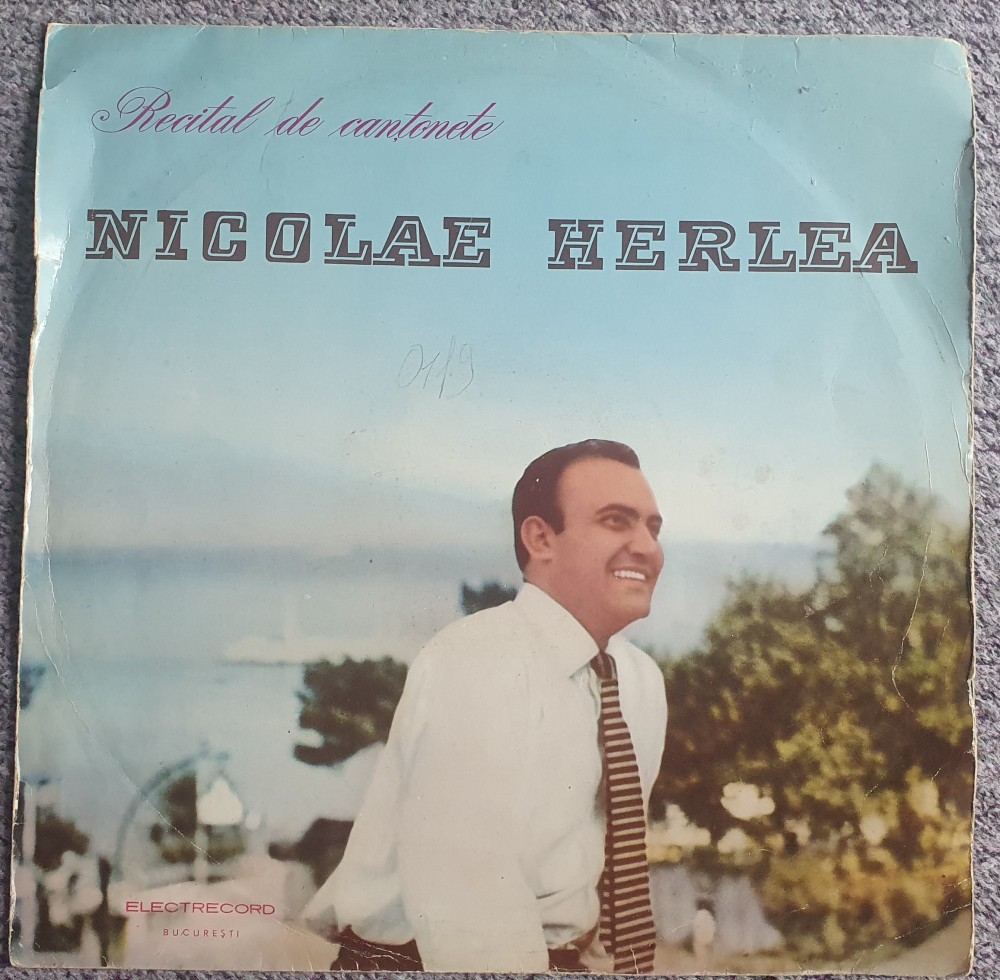 Recital de canțonete
NICOLAE HERLEA
ELECTRECORD
BUCUREȘTI